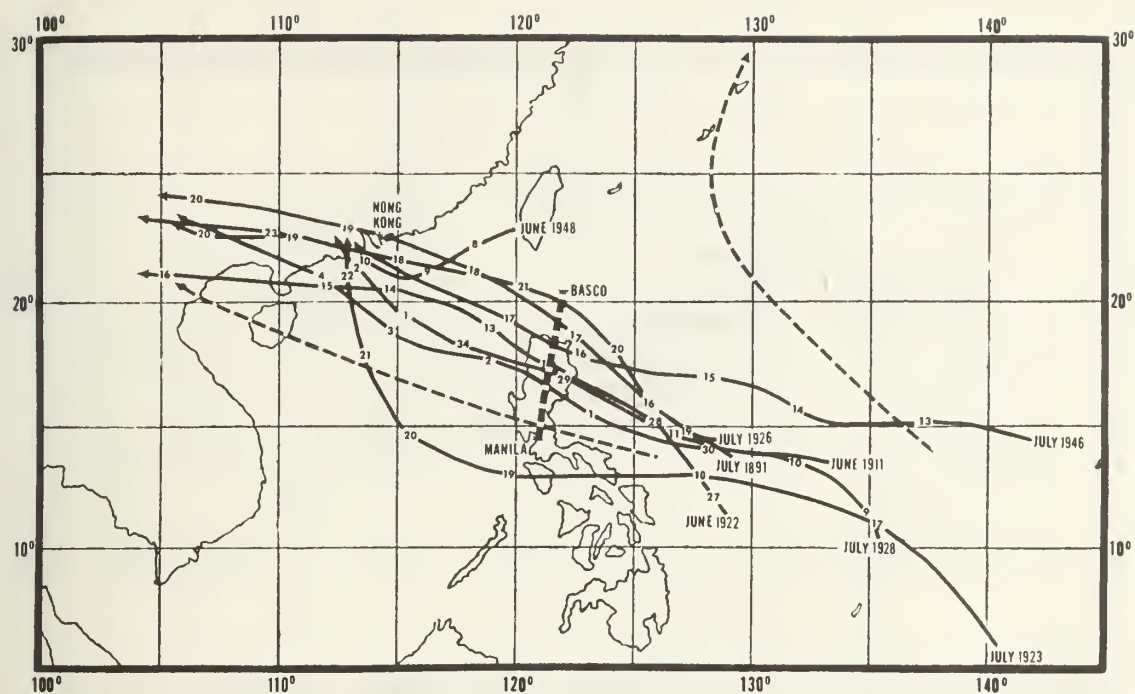 100° 110° 120° 130° 140°
30° 30°
20
NONG
KONG
19
JUNE 1948
23
20 19
8
10 18 9 18
4 22 2
21
BASCO
16
15 14
20° 20°
1 13 17 17
31 34 2
16
20
21
1 29
15
16
14
13
1
28
20
MANILA
11 19
JULY 1926
JULY 1946
30
JULY 1891
10
JUNE 1911
19
10
27
9
17
JUNE 1922
JULY 1928
10° 10°
JULY 1923
100° 110° 120° 130° 140°